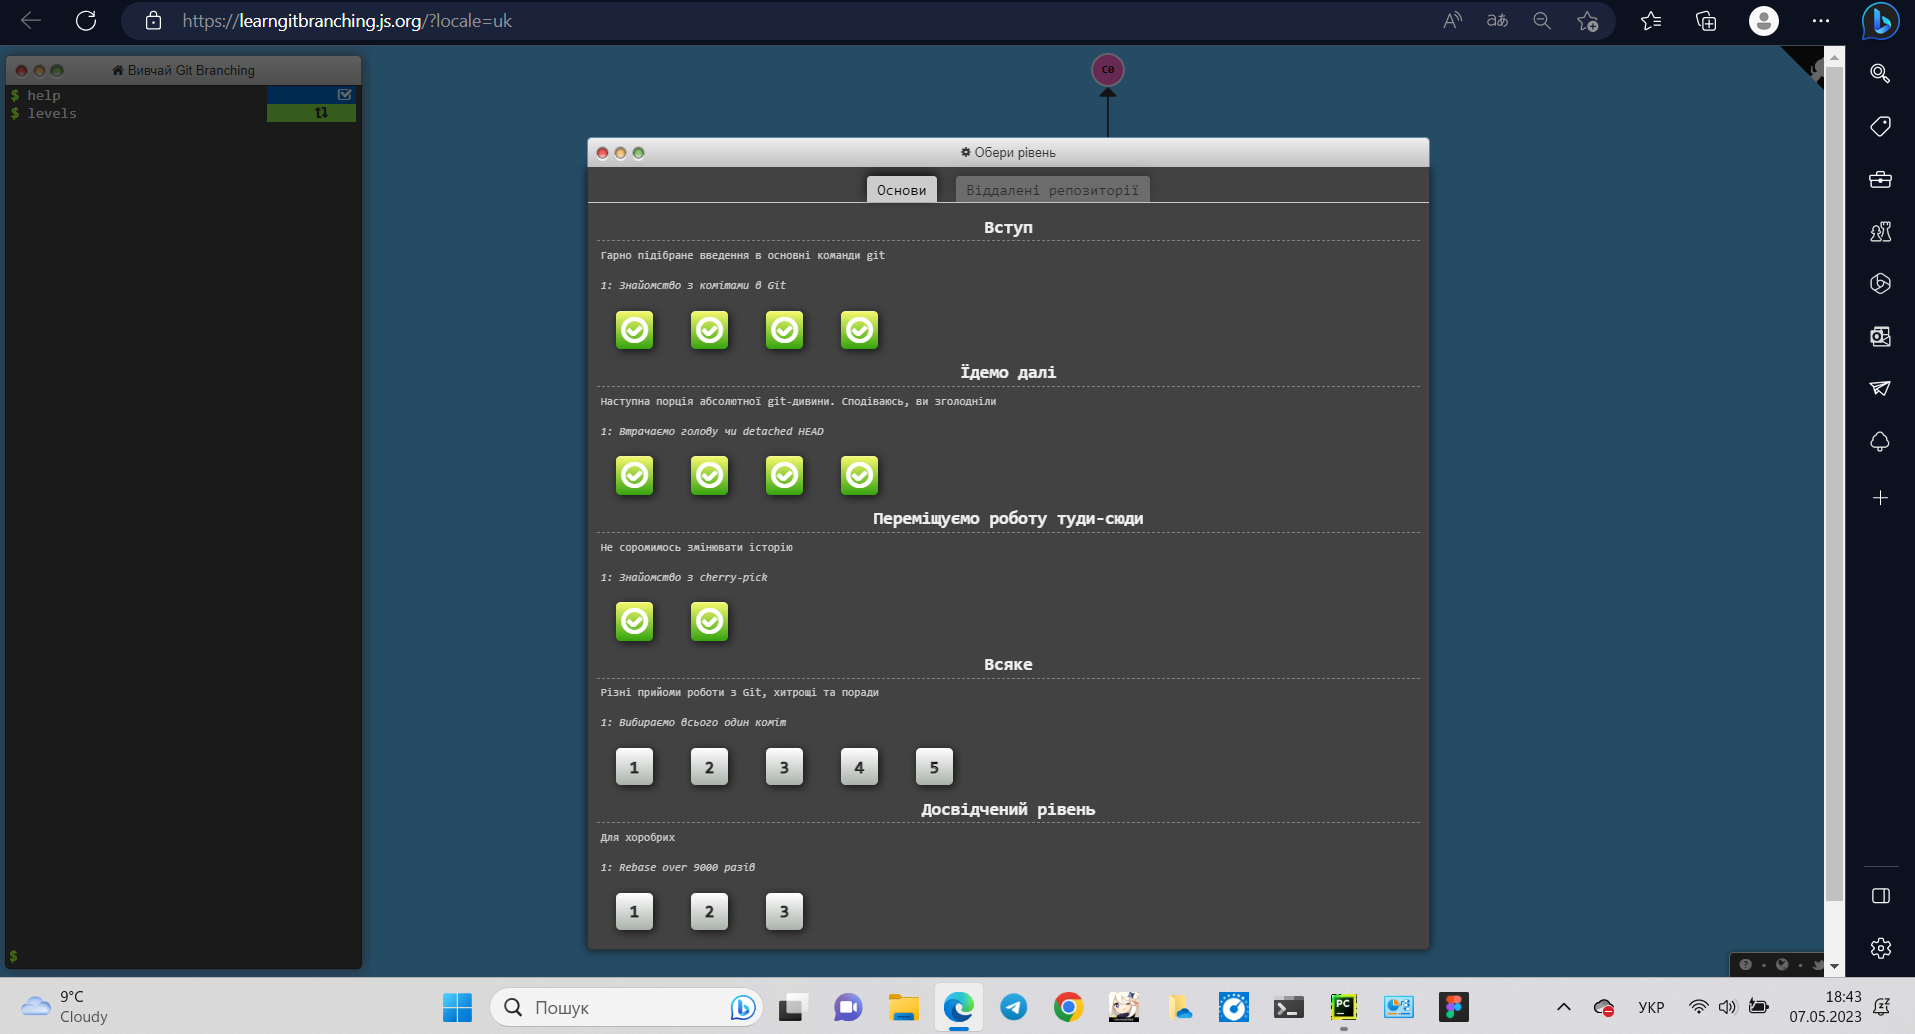 https://learngitbranching.js.org/?locale=uk
Вивчай Git Branching
$ help
$ levels
$
C0
Обери рівень
Основи
Віддалені репозиторії
Вступ
Гарно підібране введення в основні команди git
1: Знайомство з комітами в Git
Їдемо далі
Наступна порція абсолютної git-дивини. Сподіваюсь, ви зголодніли
1: Втрачаємо голову чи detached HEAD
Переміщуємо роботу туди-сюди
Не соромимось змінювати історію
1: Знайомство з cherry-pick
Всяке
Різні прийоми роботи з Git, хитрощі та поради
1: Вибираємо всього один коміт
1 2 3 4 5
Досвідчений рівень
Для хоробрих
1: Rebase over 9000 разів
1 2 3
9°C
Cloudy
Пошук
PC
УКР
18:43
07.05.2023